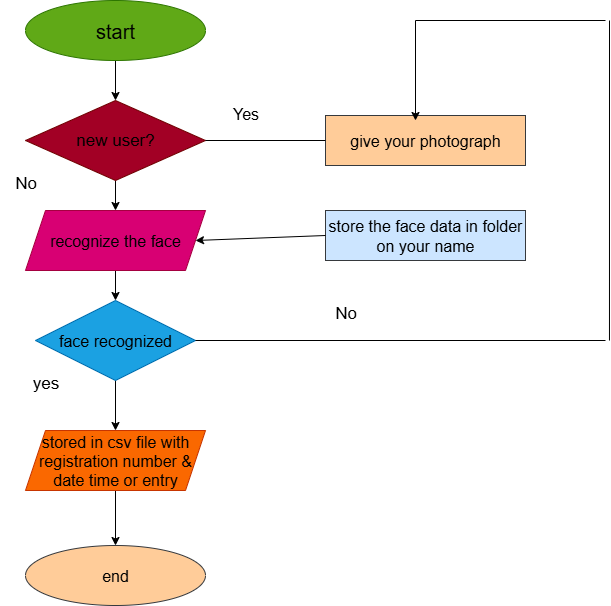 start
Yes
new user?
give your photograph
No
recognize the face
store the face data in folder
on your name
No
face recognized
yes
stored in csv file with
registration number &
date time or entry
end